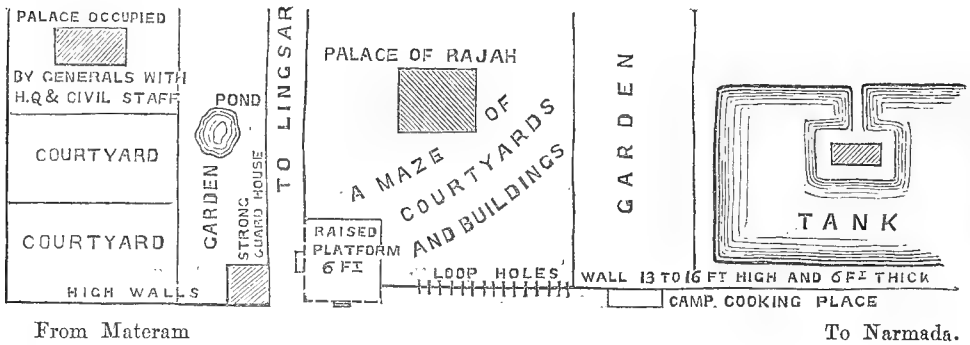 PALACE OCCUPIED
BY GENERALS WITH
H.Q & CIVIL STAFF
COURTYARD
COURTYARD
HIGH WALLS
POND
GARDEN
STRONG
GUARD HOUSE
TO LINGSAR
PALACE OF RAJAH
A MAZE OF
COURTYARDS
AND BUILDINGS
RAISED
PLATFORM
6 FT
LOOP HOLES
GARDEN
TANK
WALL 13 TO 16 FT HIGH AND 6 FT THICK
CAMP. COOKING PLACE
From Materam
To Narmada.